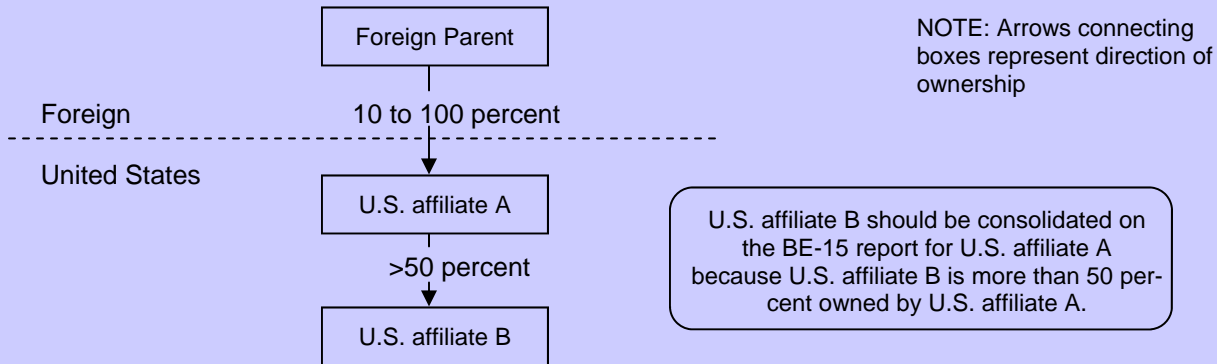 Foreign Parent
NOTE: Arrows connecting
boxes represent direction of
ownership
Foreign
10 to 100 percent
United States
U.S. affiliate A
>50 percent
U.S. affiliate B
U.S. affiliate B should be consolidated on
the BE-15 report for U.S. affiliate A
because U.S. affiliate B is more than 50 per-
cent owned by U.S. affiliate A.